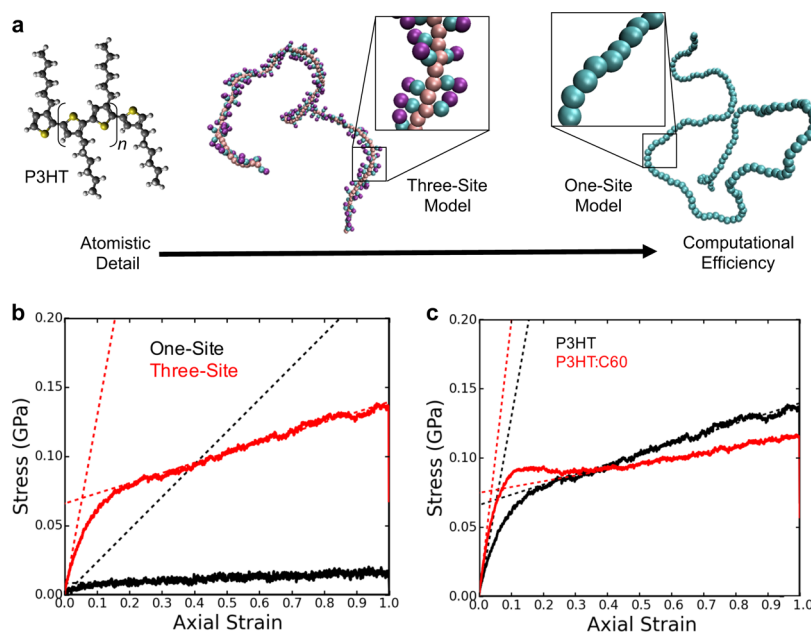 a
n
P3HT
Three-Site
Model
One-Site
Model
Atomistic
Detail
Computational
Efficiency
b
0.20
0.15
0.10
0.05
0.00
0.0 0.1 0.2 0.3 0.4 0.5 0.6 0.7 0.8 0.9 1.0
Stress (GPa)
Axial Strain
One-Site
Three-Site
c
0.20
0.15
0.10
0.05
0.00
0.0 0.1 0.2 0.3 0.4 0.5 0.6 0.7 0.8 0.9 1.0
Stress (GPa)
Axial Strain
P3HT
P3HT:C60